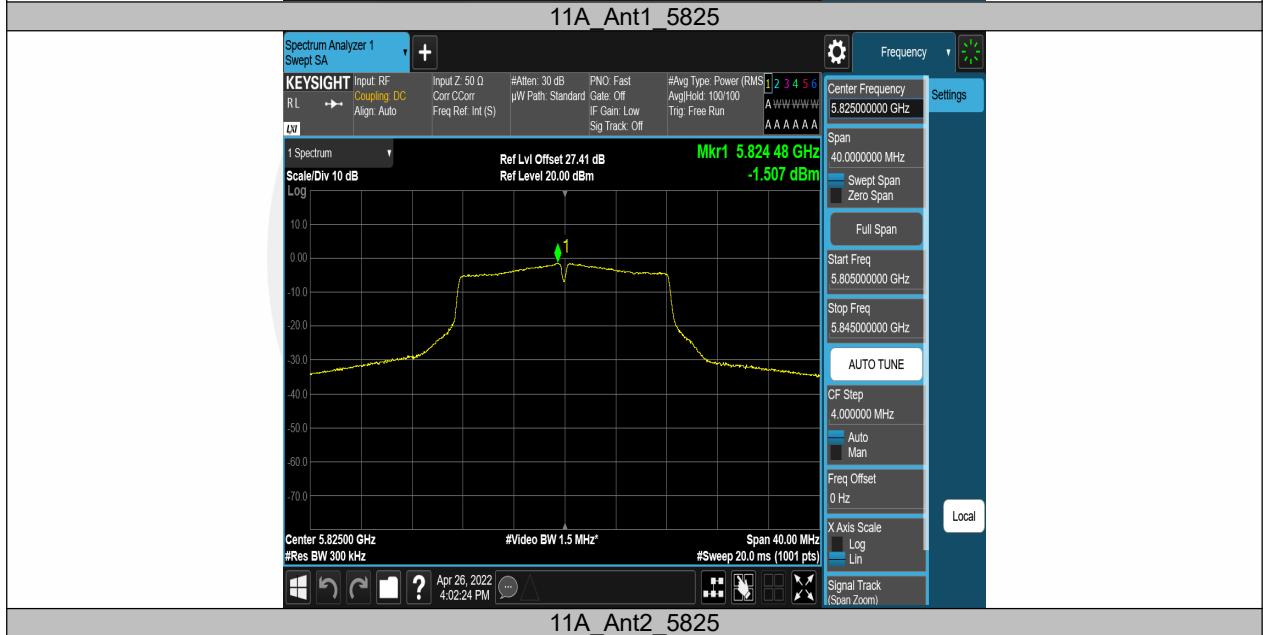 11A_Ant1_5825
Spectrum Analyzer 1
Swept SA
+
Frequency
KEYSIGHT
RL
LXI
Input: RF
Coupling: DC
Align: Auto
Input Z: 50 Ω
Corr CCorr
Freq Ref: Int (S)
#Atten: 30 dB
µW Path: Standard
PNO: Fast
Gate: Off
IF Gain: Low
Sig Track: Off
#Avg Type: Power (RMS
Avg|Hold: 100/100
Trig: Free Run
1 2 3 4 5 6
A W W W W W
A A A A A A
1 Spectrum
Scale/Div 10 dB
Ref Lvl Offset 27.41 dB
Ref Level 20.00 dBm
Mkr1 5.824 48 GHz
-1.507 dBm
Log
10.0
0.00
-10.0
-20.0
-30.0
-40.0
-50.0
-60.0
-70.0
1
Center 5.82500 GHz
#Res BW 300 kHz
#Video BW 1.5 MHz*
Span 40.00 MHz
#Sweep 20.0 ms (1001 pts)
Center Frequency
5.825000000 GHz
Settings
Span
40.0000000 MHz
Swept Span
Zero Span
Full Span
Start Freq
5.805000000 GHz
Stop Freq
5.845000000 GHz
AUTO TUNE
CF Step
4.000000 MHz
Auto
Man
Freq Offset
0 Hz
X Axis Scale
Log
Lin
Local
Signal Track
(Span Zoom)
?
Apr 26, 2022
4:02:24 PM
11A_Ant2_5825